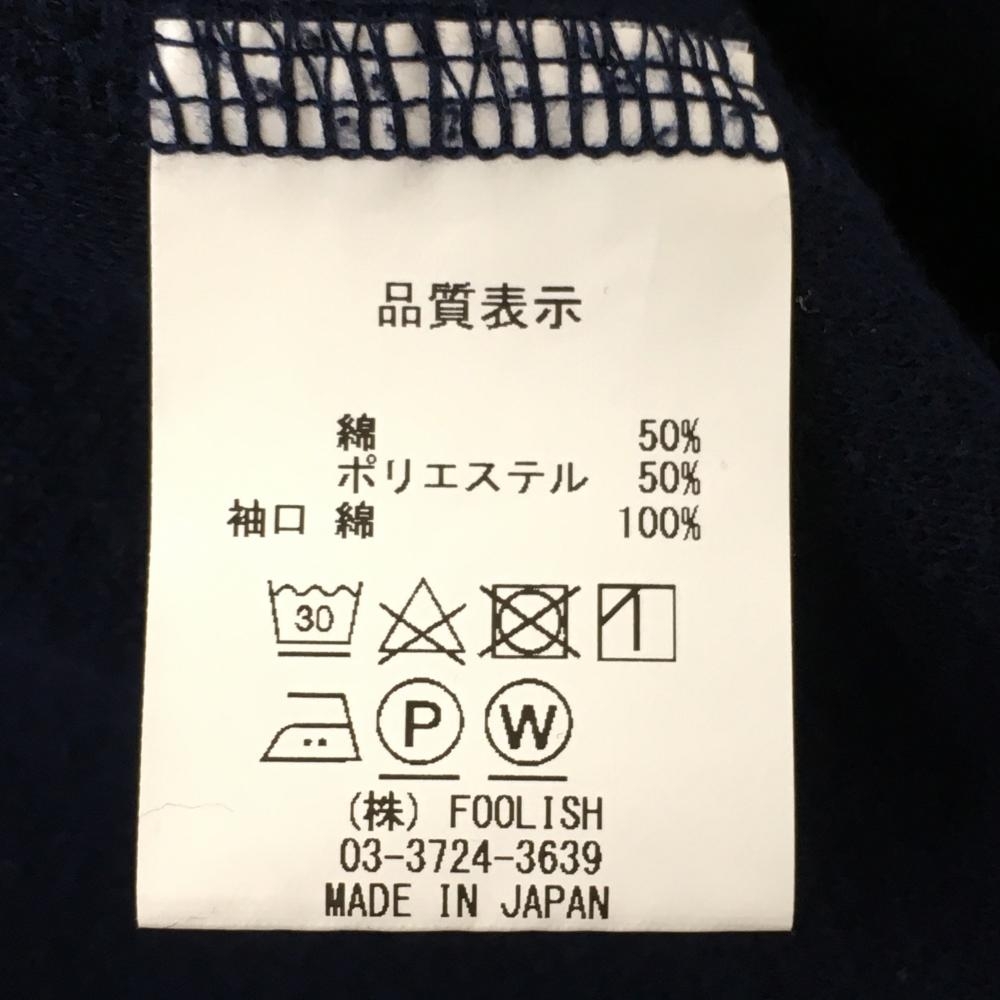 品質表示
綿 50%
ポリエステル 50%
袖口 綿 100%
30
P W
(株) FOOLISH
03-3724-3639
MADE IN JAPAN